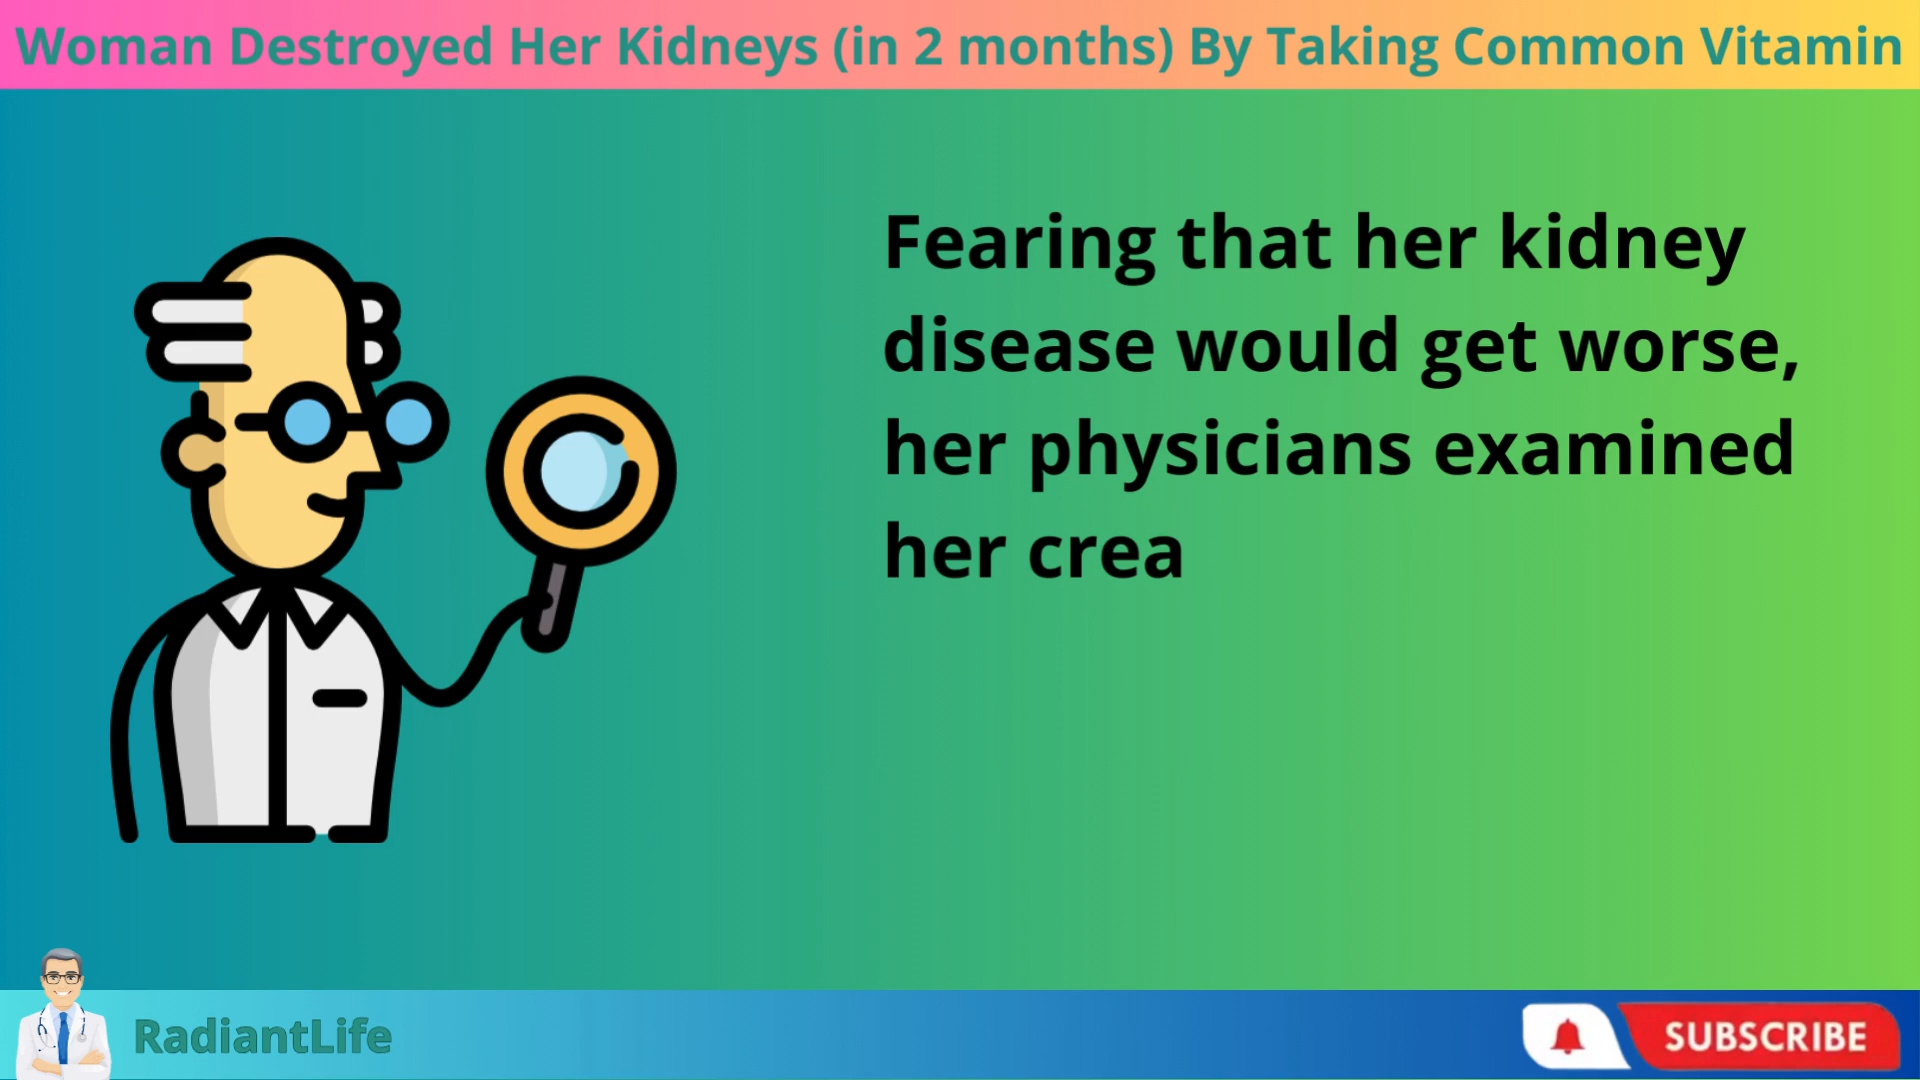 Woman Destroyed Her Kidneys (in 2 months) By Taking Common Vitamin
Fearing that her kidney
disease would get worse,
her physicians examined
her crea
RadiantLife
SUBSCRIBE